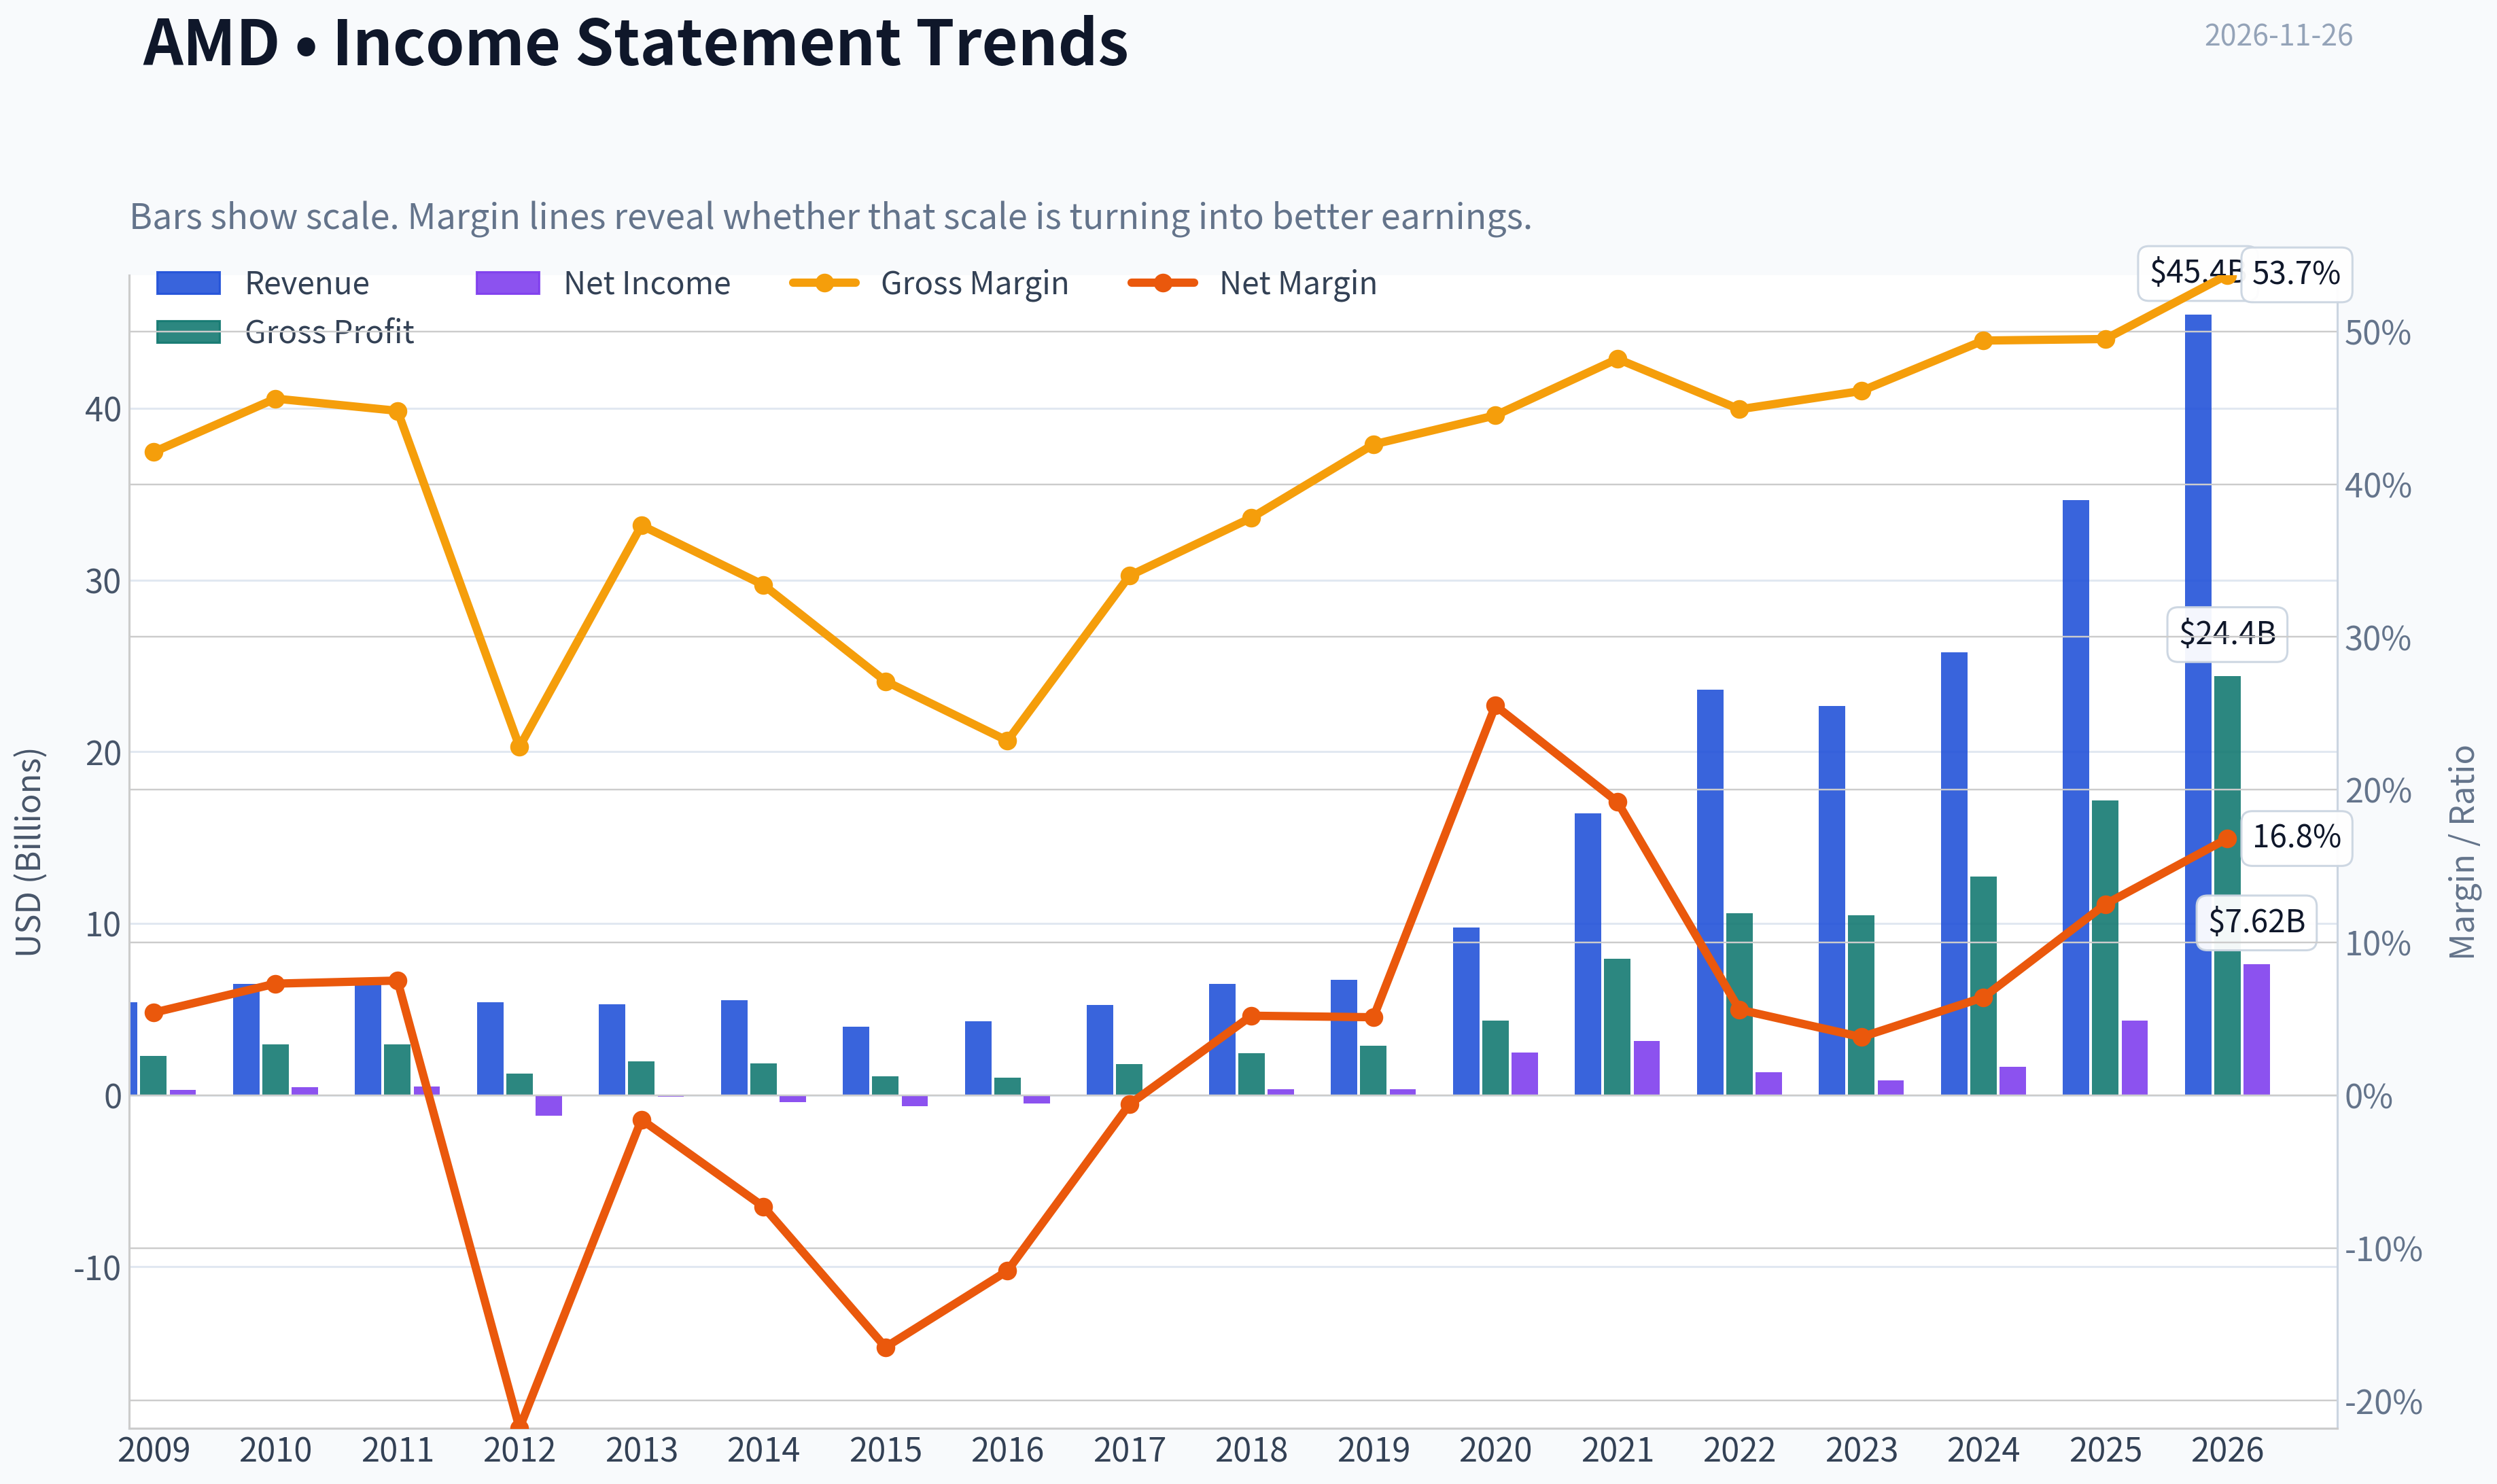 AMD • Income Statement Trends
2026-11-26
Bars show scale. Margin lines reveal whether that scale is turning into better earnings.
Revenue
Net Income
Gross Margin
Net Margin
Gross Profit
$45.4B
53.7%
$24.4B
16.8%
$7.62B
USD (Billions)
40
30
20
10
0
-10
Margin / Ratio
50%
40%
30%
20%
10%
0%
-10%
-20%
2009 2010 2011 2012 2013 2014 2015 2016 2017 2018 2019 2020 2021 2022 2023 2024 2025 2026